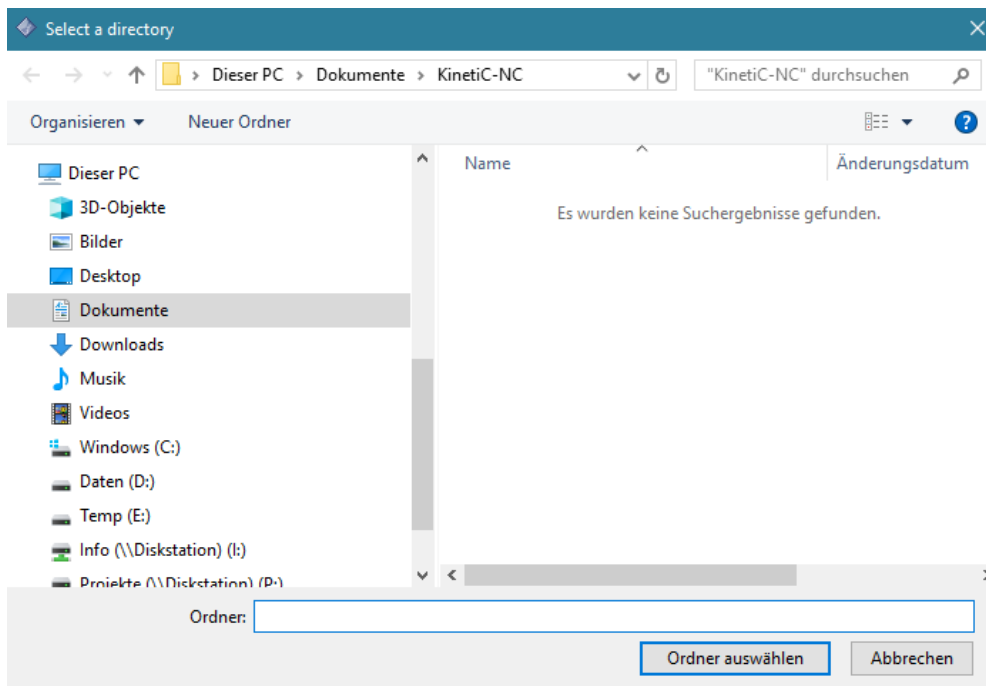 Select a directory
Dieser PC > Dokumente > KinetiC-NC
"KinetiC-NC" durchsuchen
Organisieren
Neuer Ordner
Name
Änderungsdatum
Dieser PC
3D-Objekte
Bilder
Desktop
Dokumente
Downloads
Musik
Videos
Windows (C:)
Daten (D:)
Temp (E:)
Info (\\Diskstation) (I:)
Projekte (\\Diskstation) (P:)
Es wurden keine Suchergebnisse gefunden.
Ordner:
Ordner auswählen
Abbrechen